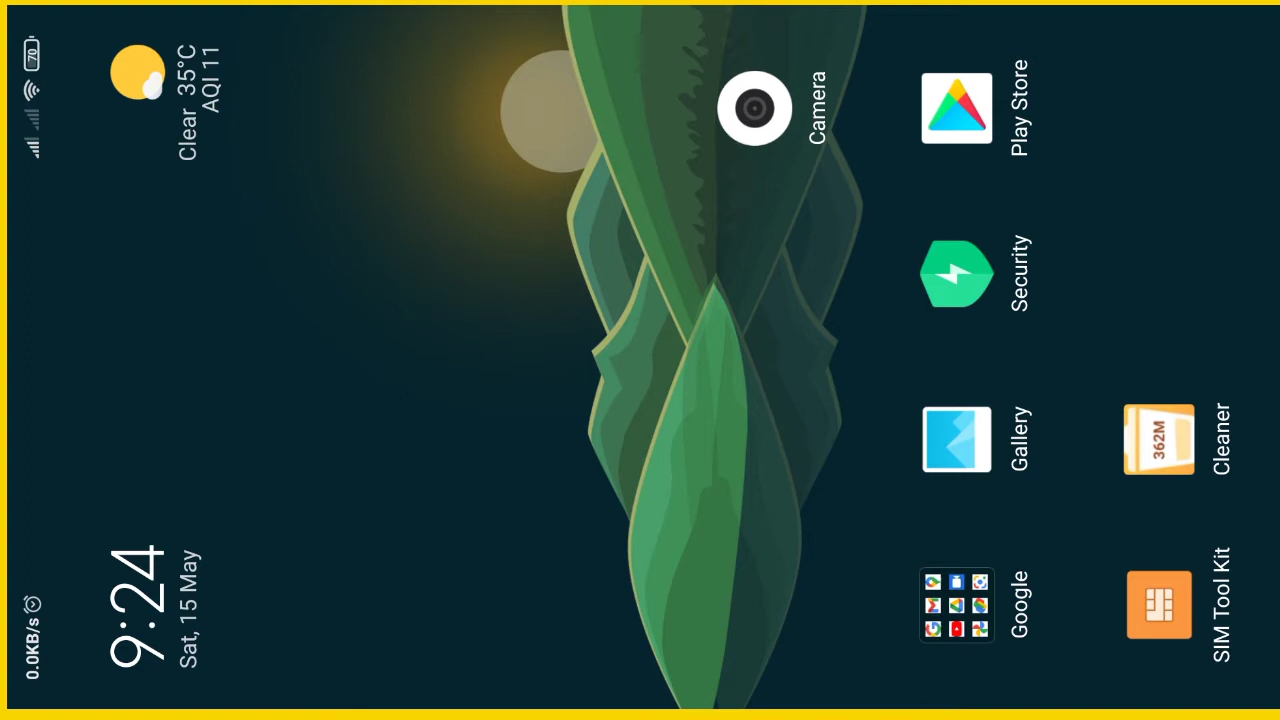 0.0KB/s
70
9:24
Sat, 15 May
Clear 35°C
AQI 11
Camera
Google
Gallery
Security
Play Store
SIM Tool Kit
362M
Cleaner